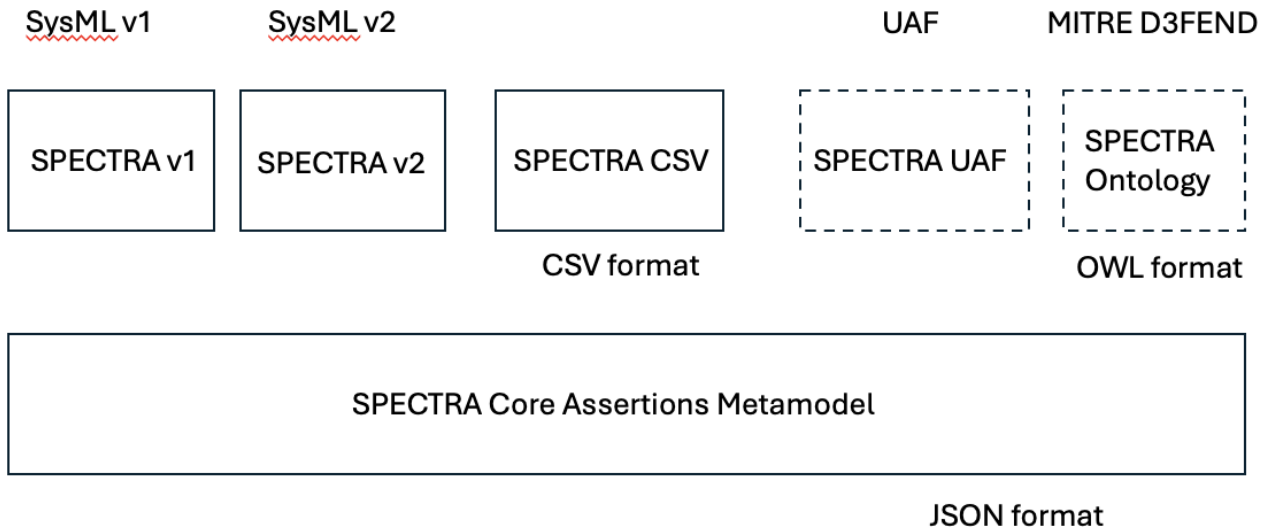 SysML v1
SysML v2
UAF
MITRE D3FEND
SPECTRA v1
SPECTRA v2
SPECTRA CSV
SPECTRA UAF
SPECTRA
Ontology
CSV format
OWL format
SPECTRA Core Assertions Metamodel
JSON format